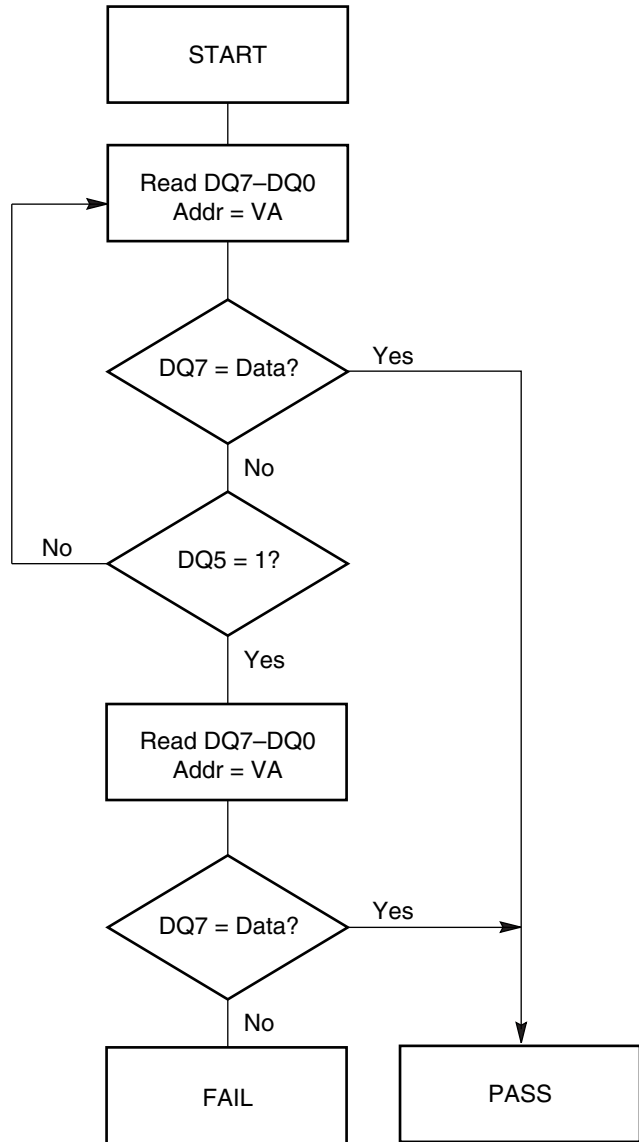 START
Read DQ7–DQ0
Addr = VA
DQ7 = Data?
Yes
No
No
DQ5 = 1?
Yes
Read DQ7–DQ0
Addr = VA
DQ7 = Data?
Yes
No
FAIL
PASS